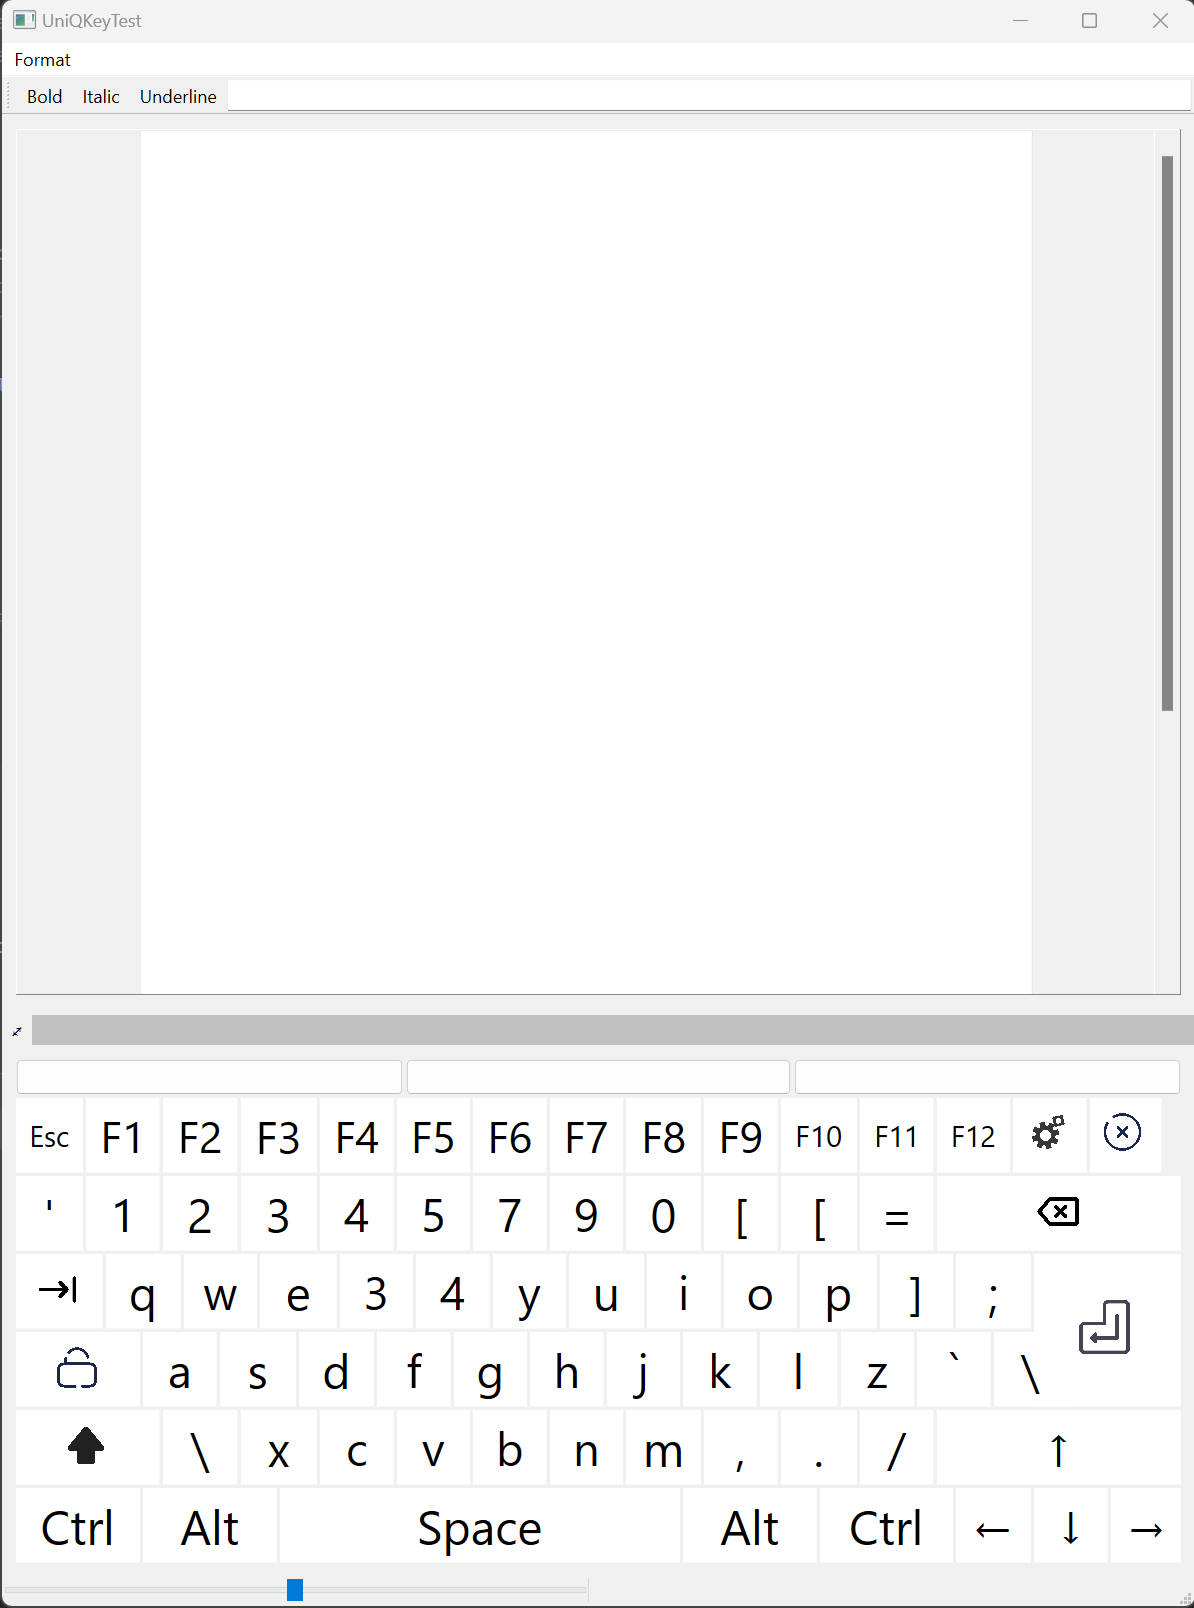 UniQKeyTest
Format
Bold Italic Underline
Esc F1 F2 F3 F4 F5 F6 F7 F8 F9 F10 F11 F12
' 1 2 3 4 5 7 9 0 [ [ =
q w e 3 4 y u i o p ] ;
a s d f g h j k l z ` \
\ x c v b n m , . / ↑
Ctrl Alt Space Alt Ctrl ← ↓ →